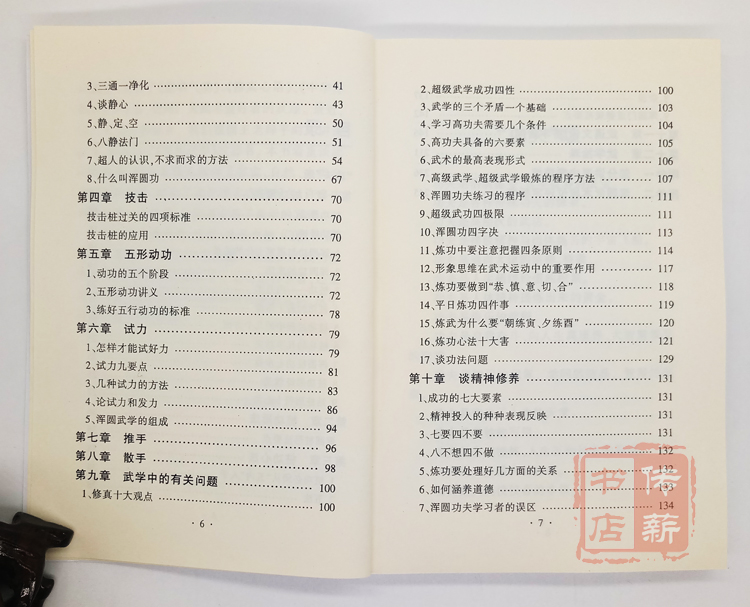 3、三通一净化 41
4、谈静心 43
5、静、定、空 50
6、八静法门 51
7、超人的认识,不求而求的方法 54
8、什么叫浑圆功 67
第四章 技击 70
技击桩过关的四项标准 70
技击桩的应用 70
第五章 五形动功 72
1、动功的五个阶段 72
2、五形动功讲义 72
3、练好五行动功的标准 78
第六章 试力 79
1、怎样才能试好力 79
2、试力九要点 81
3、几种试力的方法 83
4、论试力和发力 86
5、浑圆武学的组成 94
第七章 推手 96
第八章 散手 98
第九章 武学中的有关问题 100
1、修真十大观点 100
· 6 ·
2、超级武学成功四性 100
3、武学的三个矛盾一个基础 103
4、学习高功夫需要几个条件 104
5、高功夫具备的六要素 105
6、武术的最高表现形式 106
7、高级武学、超级武学锻炼的程序方法 107
8、浑圆功夫练习的程序 111
9、超级武功四极限 111
10、浑圆功四字决 113
11、炼功中要注意把握四条原则 114
12、形象思维在武术运动中的重要作用 117
13、炼功要做到“恭、慎、意、切、合” 118
14、平日炼功四件事 119
15、炼武为什么要“朝练寅、夕练酉” 120
16、炼功心法十大害 121
17、谈功法问题 129
第十章 谈精神修养 131
1、成功的七大要素 131
2、精神投入的种种表现反映 131
3、七要四不要 131
4、八不想四不做 132
5、炼功要处理好几方面的关系 132
6、如何涵养道德 133
7、浑圆功夫学习者的误区 134
· 7 ·
传薪
书店